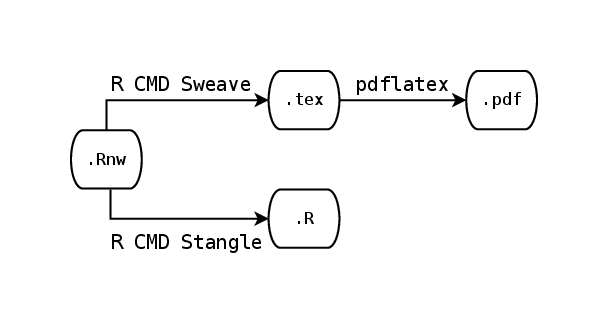 R CMD Sweave
pdflatex
.tex
.pdf
.Rnw
.R
R CMD Stangle